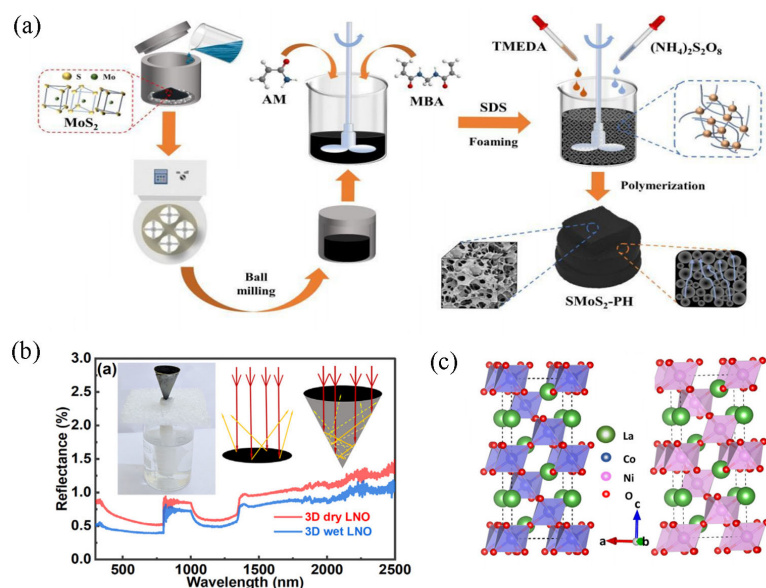 (a)
S Mo
MoS2
Ball
milling
AM
MBA
SDS
Foaming
TMEDA
(NH4)2S2O8
Polymerization
SMoS2-PH
(b)
(a)
Reflectance (%)
3.0
2.5
2.0
1.5
1.0
0.5
0.0
3D dry LNO
3D wet LNO
500 1000 1500 2000 2500
Wavelength (nm)
(c)
La
Co
Ni
O
c
a
b